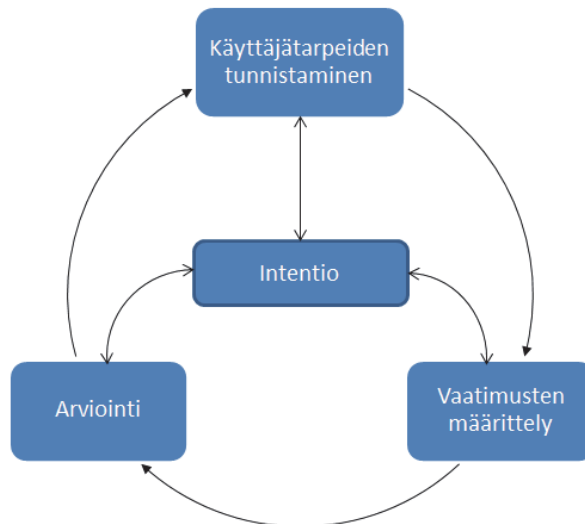 Käyttäjätarpeiden
tunnistaminen
Intentio
Arviointi
Vaatimusten
määrittely